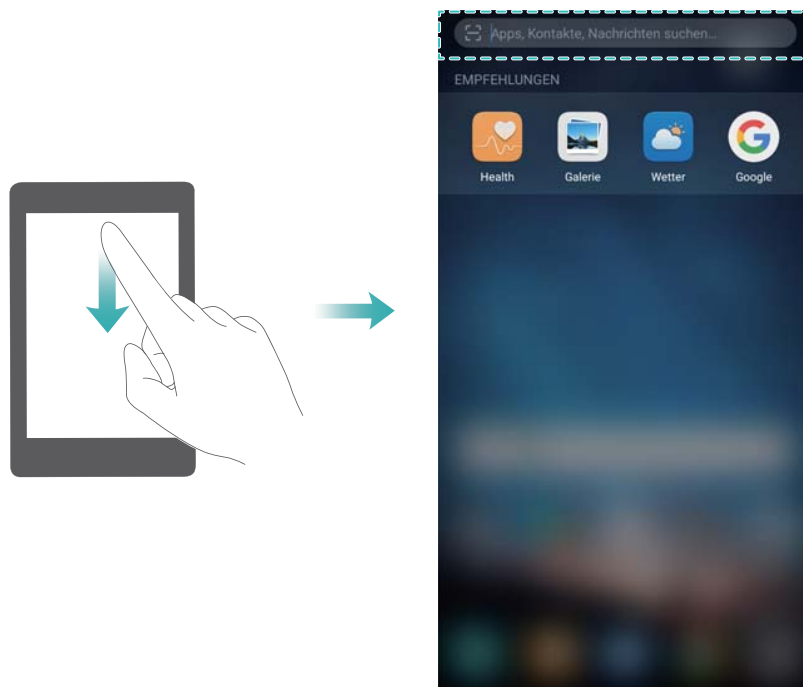 Apps, Kontakte, Nachrichten suchen...
EMPFEHLUNGEN
Health Galerie Wetter Google